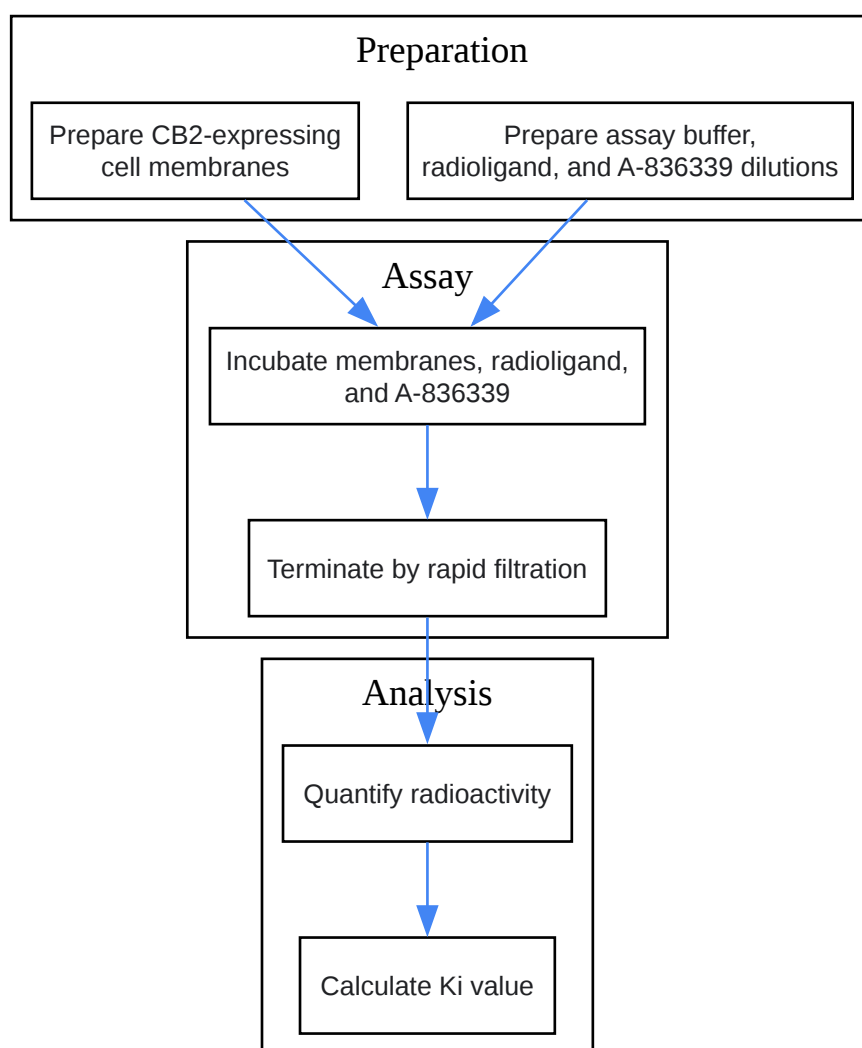 Preparation
Prepare CB2-expressing
cell membranes
Prepare assay buffer,
radioligand, and A-836339 dilutions
Assay
Incubate membranes, radioligand,
and A-836339
Terminate by rapid filtration
Analysis
Quantify radioactivity
Calculate Ki value